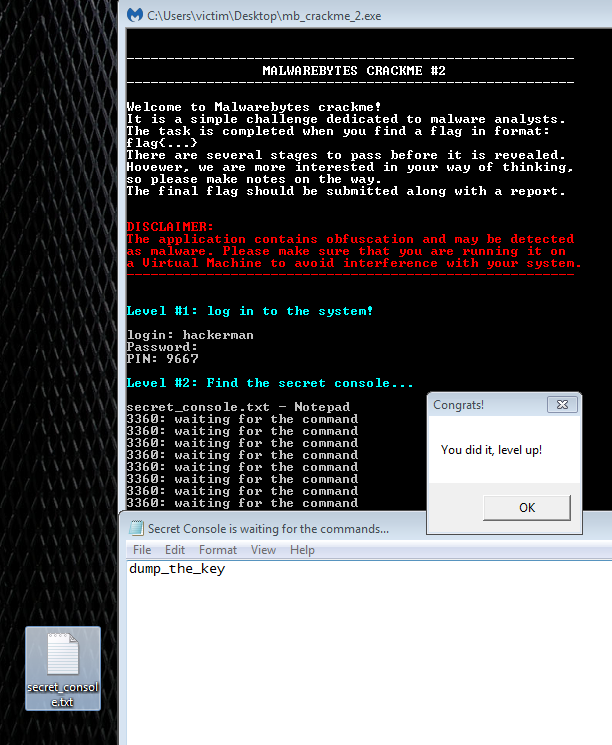 C:\Users\victim\Desktop\mb_crackme_2.exe
MALWAREBYTES CRACKME #2
Welcome to Malwarebytes crackme!
It is a simple challenge dedicated to malware analysts.
The task is completed when you find a flag in format:
flag{...}
There are several stages to pass before it is revealed.
Hovewer, we are more interested in your way of thinking,
so please make notes on the way.
The final flag should be submitted along with a report.
DISCLAIMER:
The application contains obfuscation and may be detected
as malware. Please make sure that you are running it on
a Virtual Machine to avoid interference with your system.
Level #1: log in to the system!
login: hackerman
Password:
PIN: 9667
Level #2: Find the secret console...
secret_console.txt - Notepad
3360: waiting for the command
3360: waiting for the command
3360: waiting for the command
3360: waiting for the command
3360: waiting for the command
3360: waiting for the command
3360: waiting for the command
3360: waiting for the command
Congrats!
You did it, level up!
OK
Secret Console is waiting for the commands...
File Edit Format View Help
dump_the_key
secret_consol
e.txt